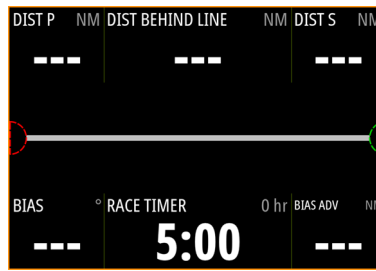 DIST P NM DIST BEHIND LINE NM DIST S NM
--- --- ---
BIAS ° RACE TIMER 0 hr BIAS ADV NM
--- 5:00 ---